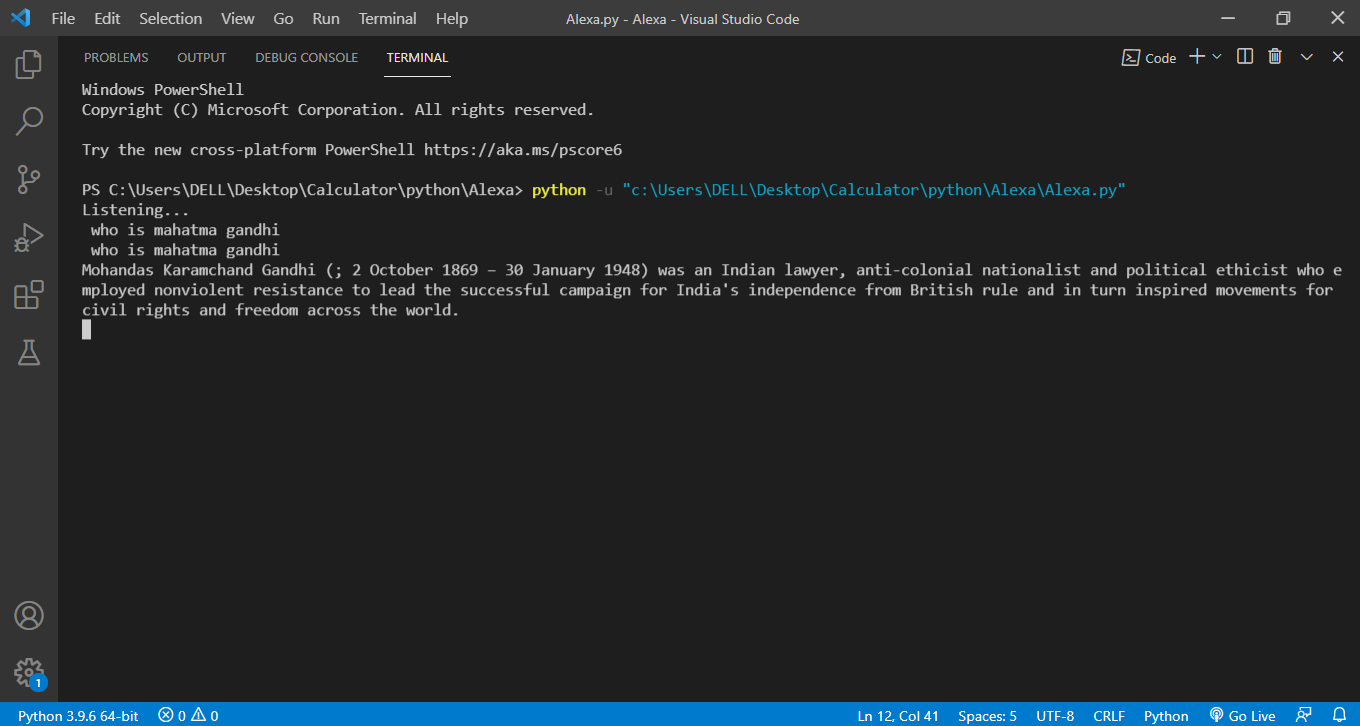 File Edit Selection View Go Run Terminal Help Alexa.py - Alexa - Visual Studio Code
PROBLEMS OUTPUT DEBUG CONSOLE TERMINAL Code
Windows PowerShell
Copyright (C) Microsoft Corporation. All rights reserved.
Try the new cross-platform PowerShell https://aka.ms/pscore6
PS C:\Users\DELL\Desktop\Calculator\python\Alexa> python -u "c:\Users\DELL\Desktop\Calculator\python\Alexa\Alexa.py"
Listening...
who is mahatma gandhi
who is mahatma gandhi
Mohandas Karamchand Gandhi (; 2 October 1869 – 30 January 1948) was an Indian lawyer, anti-colonial nationalist and political ethicist who e
mployed nonviolent resistance to lead the successful campaign for India's independence from British rule and in turn inspired movements for
civil rights and freedom across the world.
1
Python 3.9.6 64-bit 0 0 Ln 12, Col 41 Spaces: 5 UTF-8 CRLF Python Go Live